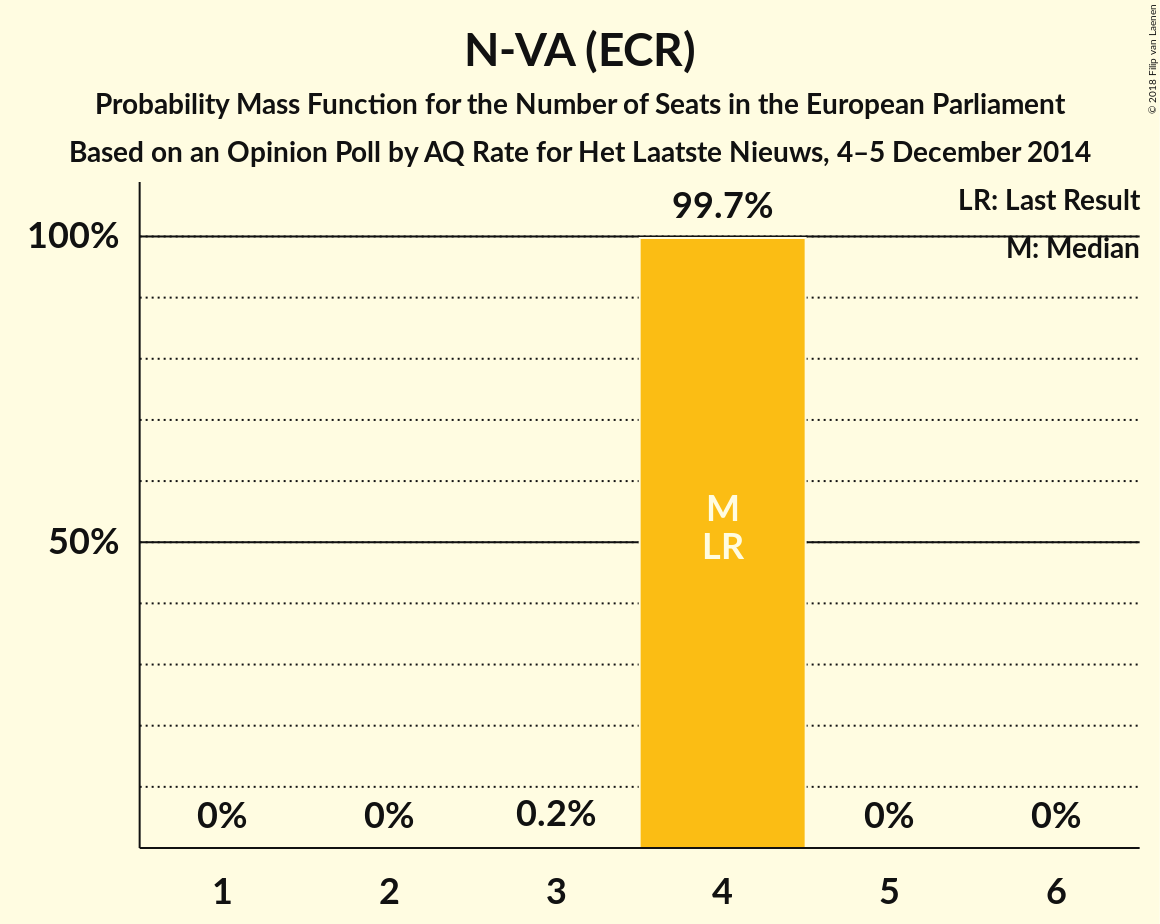 N-VA (ECR)
Probability Mass Function for the Number of Seats in the European Parliament
Based on an Opinion Poll by AQ Rate for Het Laatste Nieuws, 4–5 December 2014
© 2018 Filip van Laenen
LR: Last Result
M: Median
99.7%
100%
50%
M
LR
0%
0%
0.2%
0%
0%
1
2
3
4
5
6